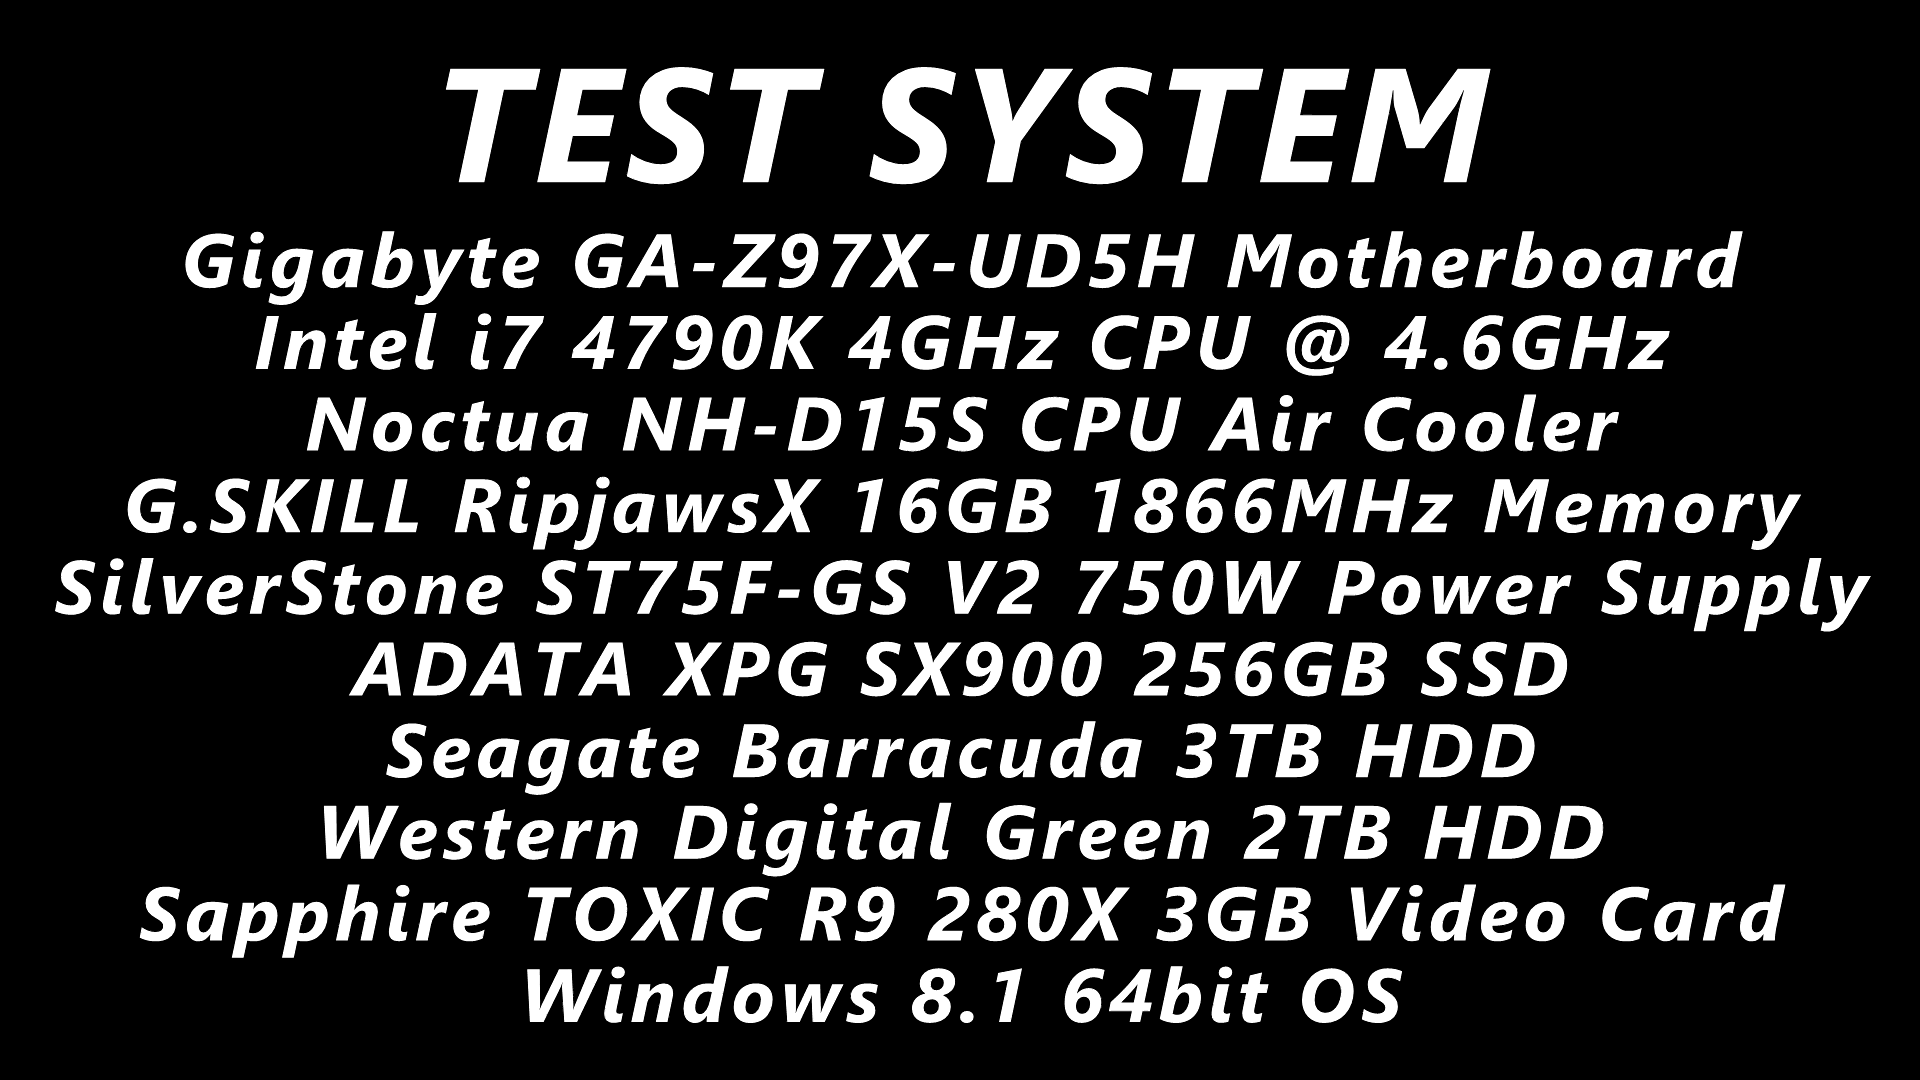 TEST SYSTEM
Gigabyte GA-Z97X-UD5H Motherboard
Intel i7 4790K 4GHz CPU @ 4.6GHz
Noctua NH-D15S CPU Air Cooler
G.SKILL RipjawsX 16GB 1866MHz Memory
SilverStone ST75F-GS V2 750W Power Supply
ADATA XPG SX900 256GB SSD
Seagate Barracuda 3TB HDD
Western Digital Green 2TB HDD
Sapphire TOXIC R9 280X 3GB Video Card
Windows 8.1 64bit OS